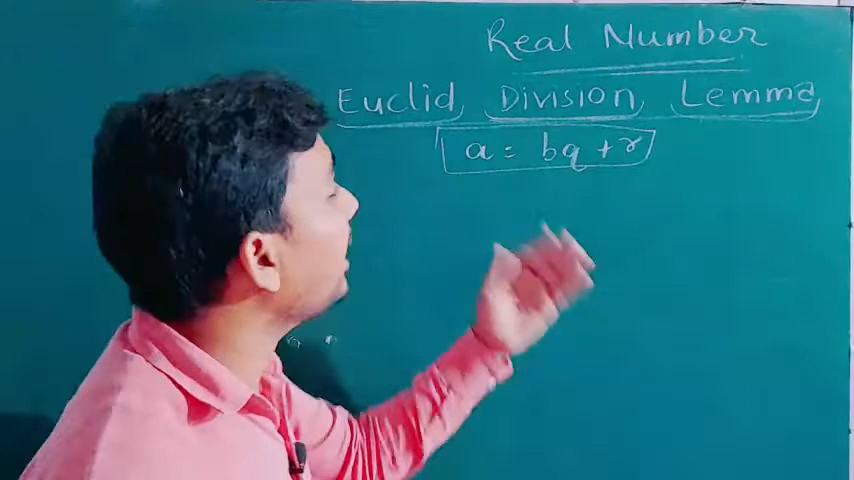 Real Number
Euclid Division Lemma
a = bq + r